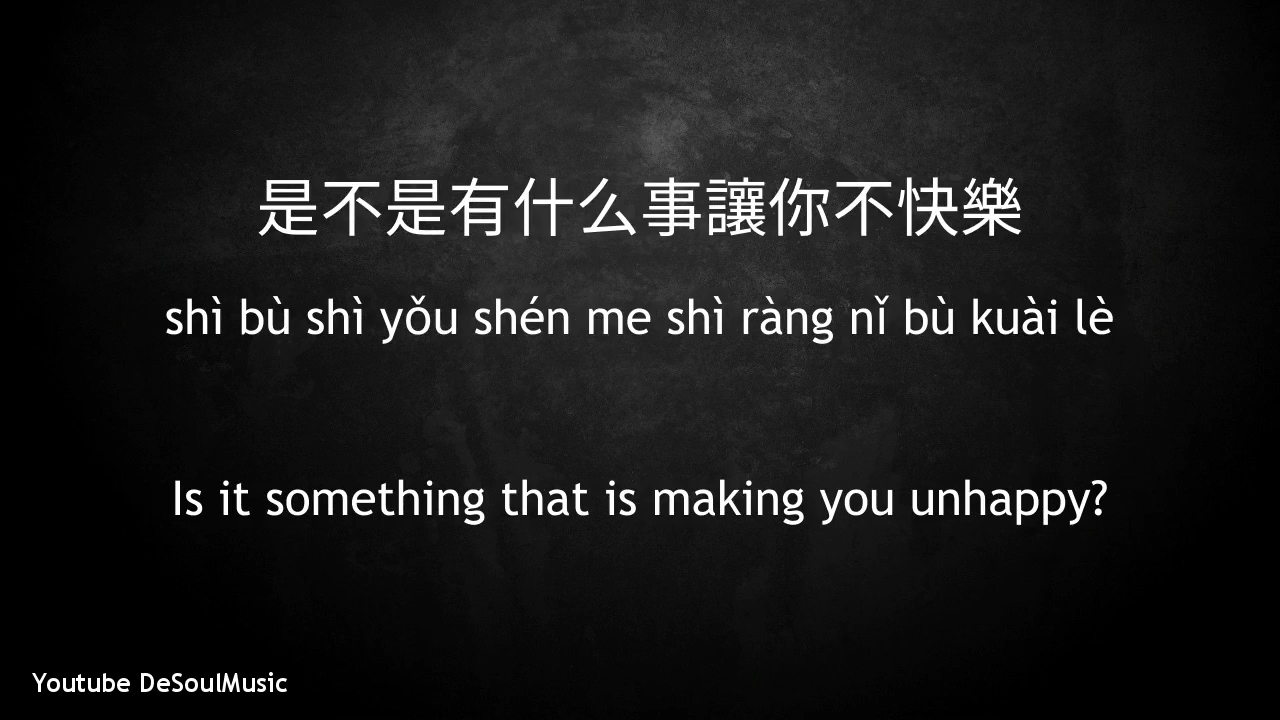 是不是有什么事讓你不快樂
shì bù shì yǒu shén me shì ràng nǐ bù kuài lè
Is it something that is making you unhappy?
Youtube DeSoulMusic